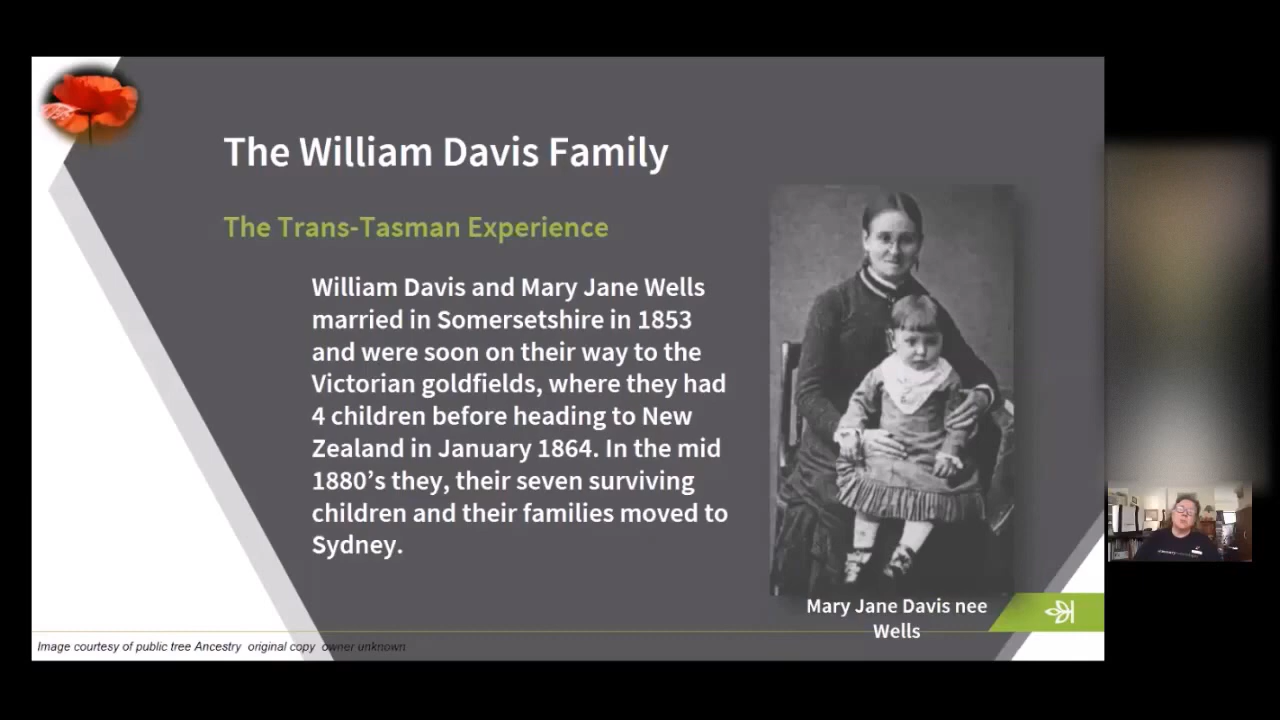 The William Davis Family
The Trans-Tasman Experience
William Davis and Mary Jane Wells
married in Somersetshire in 1853
and were soon on their way to the
Victorian goldfields, where they had
4 children before heading to New
Zealand in January 1864. In the mid
1880’s they, their seven surviving
children and their families moved to
Sydney.
Mary Jane Davis nee
Wells
Image courtesy of public tree Ancestry original copy owner unknown